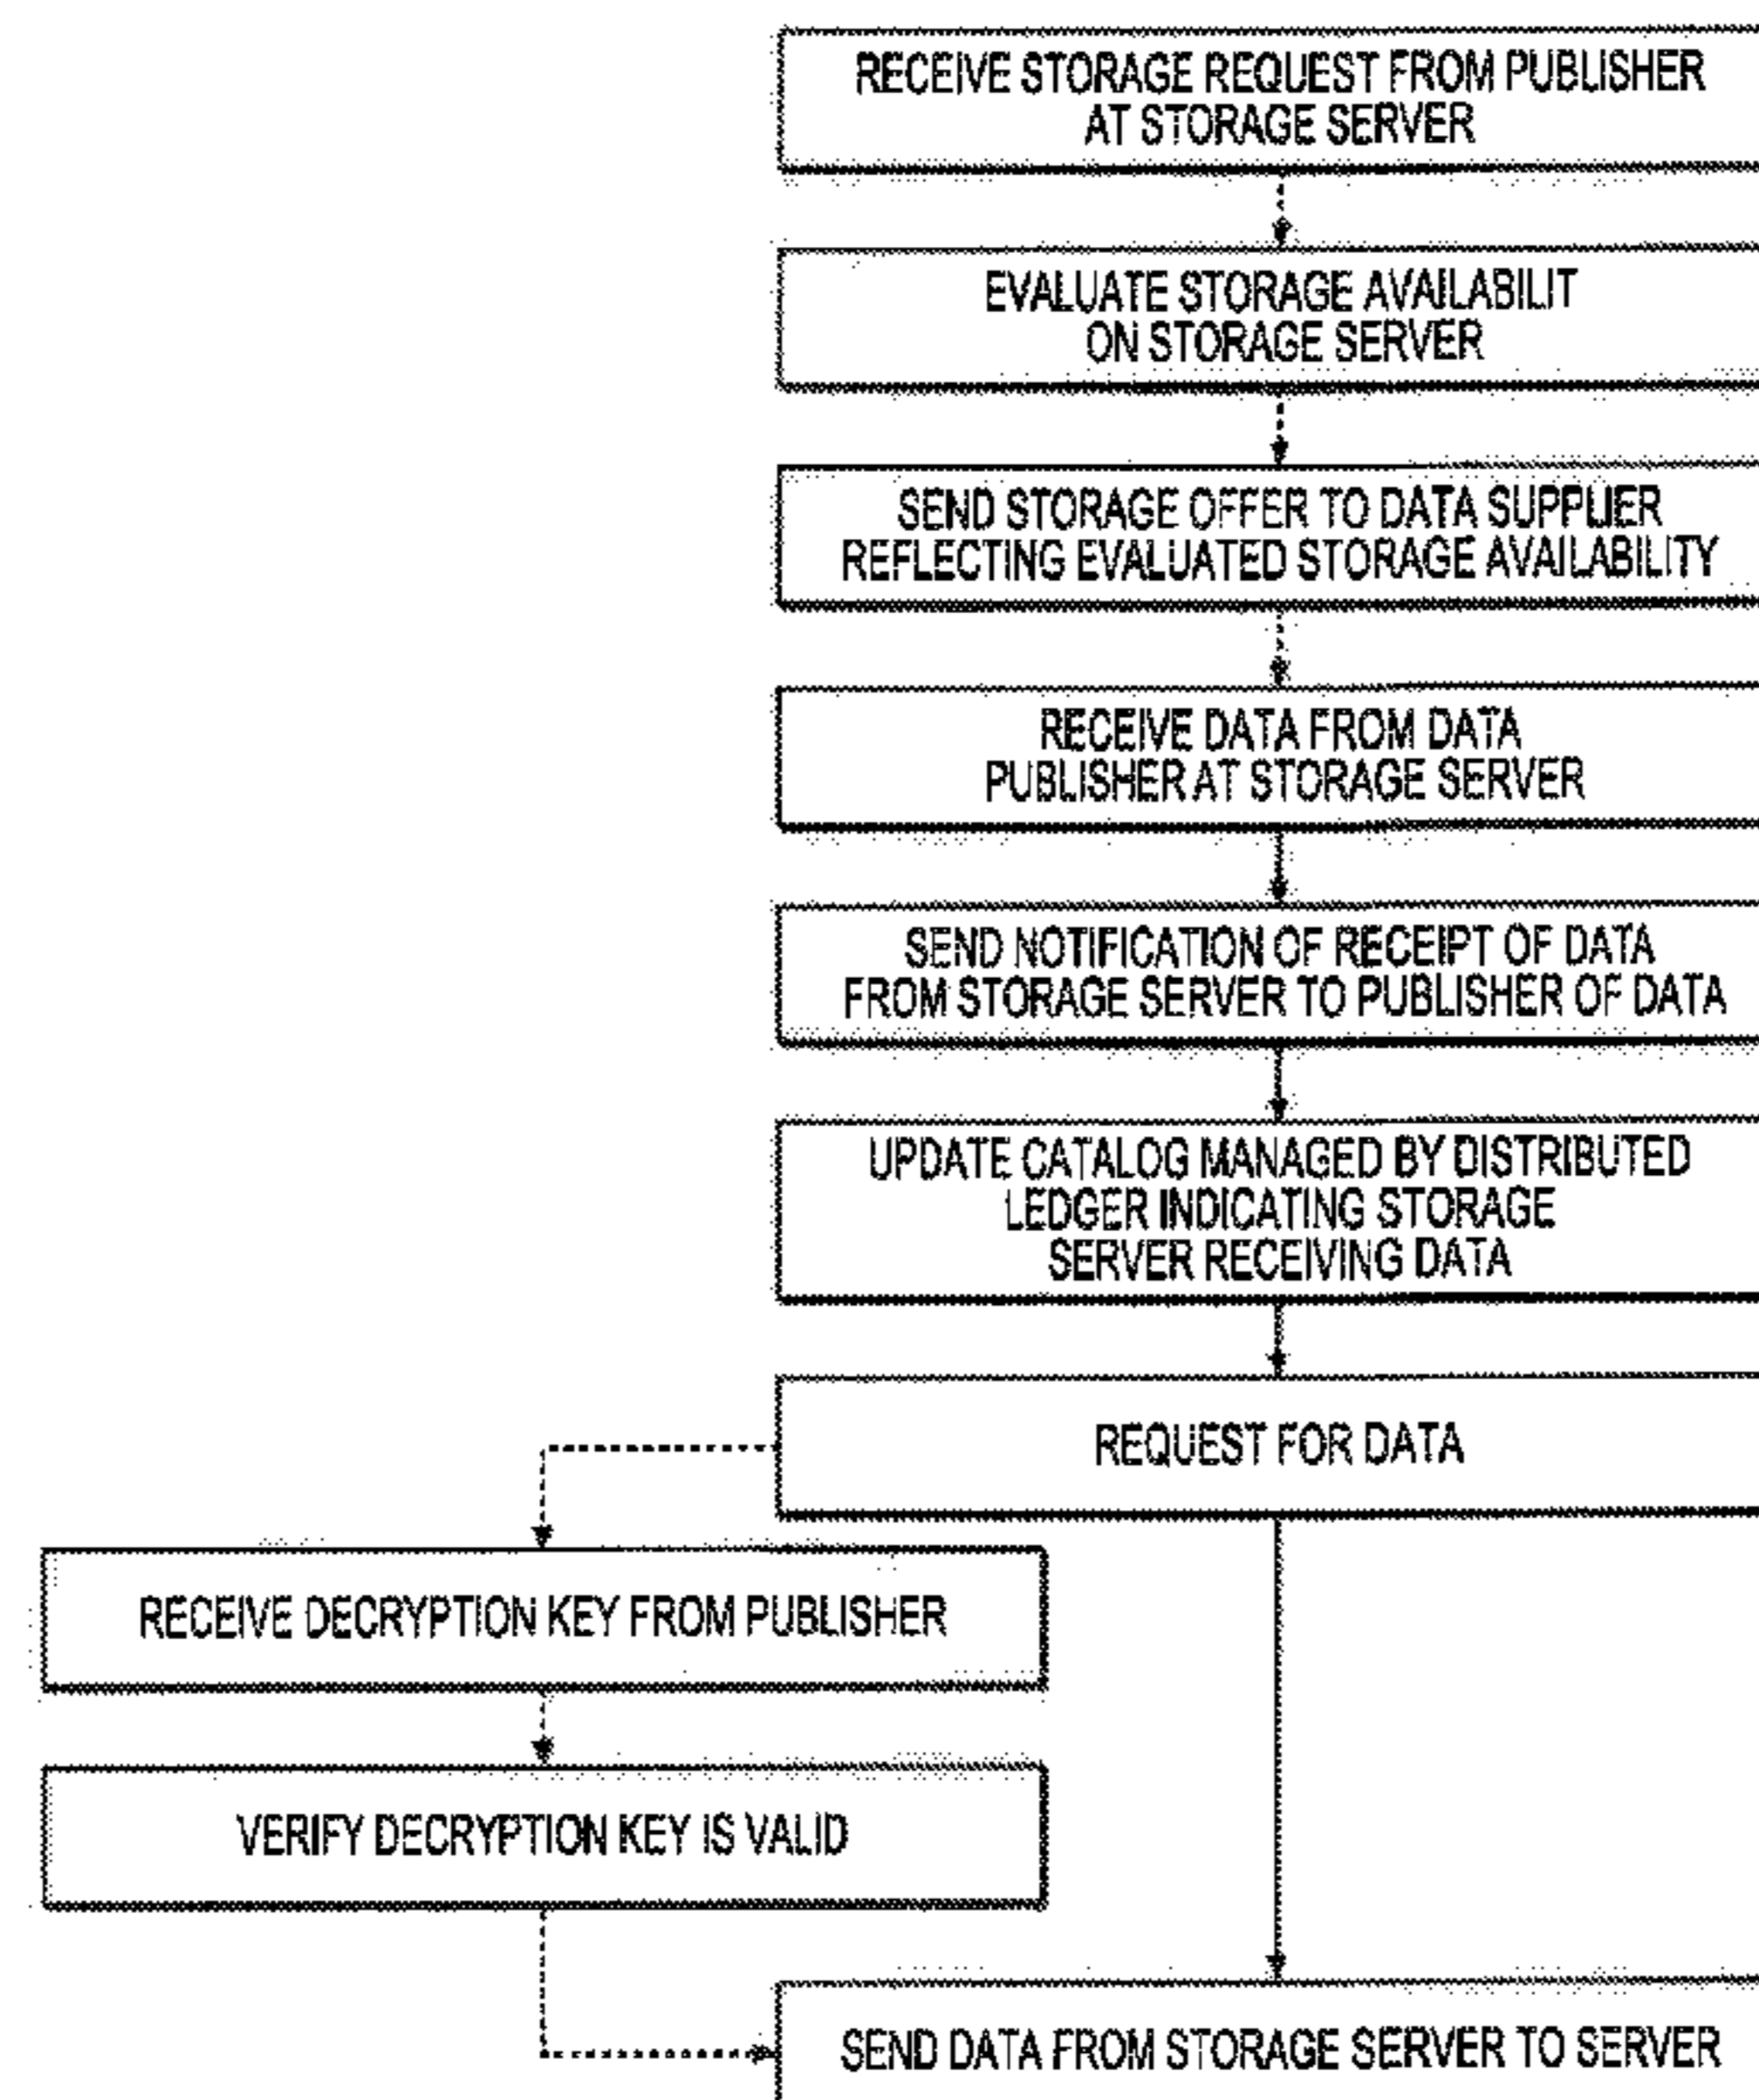 RECEIVE STORAGE REQUEST FROM PUBLISHER
AT STORAGE SERVER
EVALUATE STORAGE AVAILABILIT
ON STORAGE SERVER
SEND STORAGE OFFER TO DATA SUPPLIER
REFLECTING EVALUATED STORAGE AVAILABILITY
RECEIVE DATA FROM DATA
PUBLISHER AT STORAGE SERVER
SEND NOTIFICATION OF RECEIPT OF DATA
FROM STORAGE SERVER TO PUBLISHER OF DATA
UPDATE CATALOG MANAGED BY DISTRIBUTED
LEDGER INDICATING STORAGE
SERVER RECEIVING DATA
REQUEST FOR DATA
RECEIVE DECRYPTION KEY FROM PUBLISHER
VERIFY DECRYPTION KEY IS VALID
SEND DATA FROM STORAGE SERVER TO SERVER